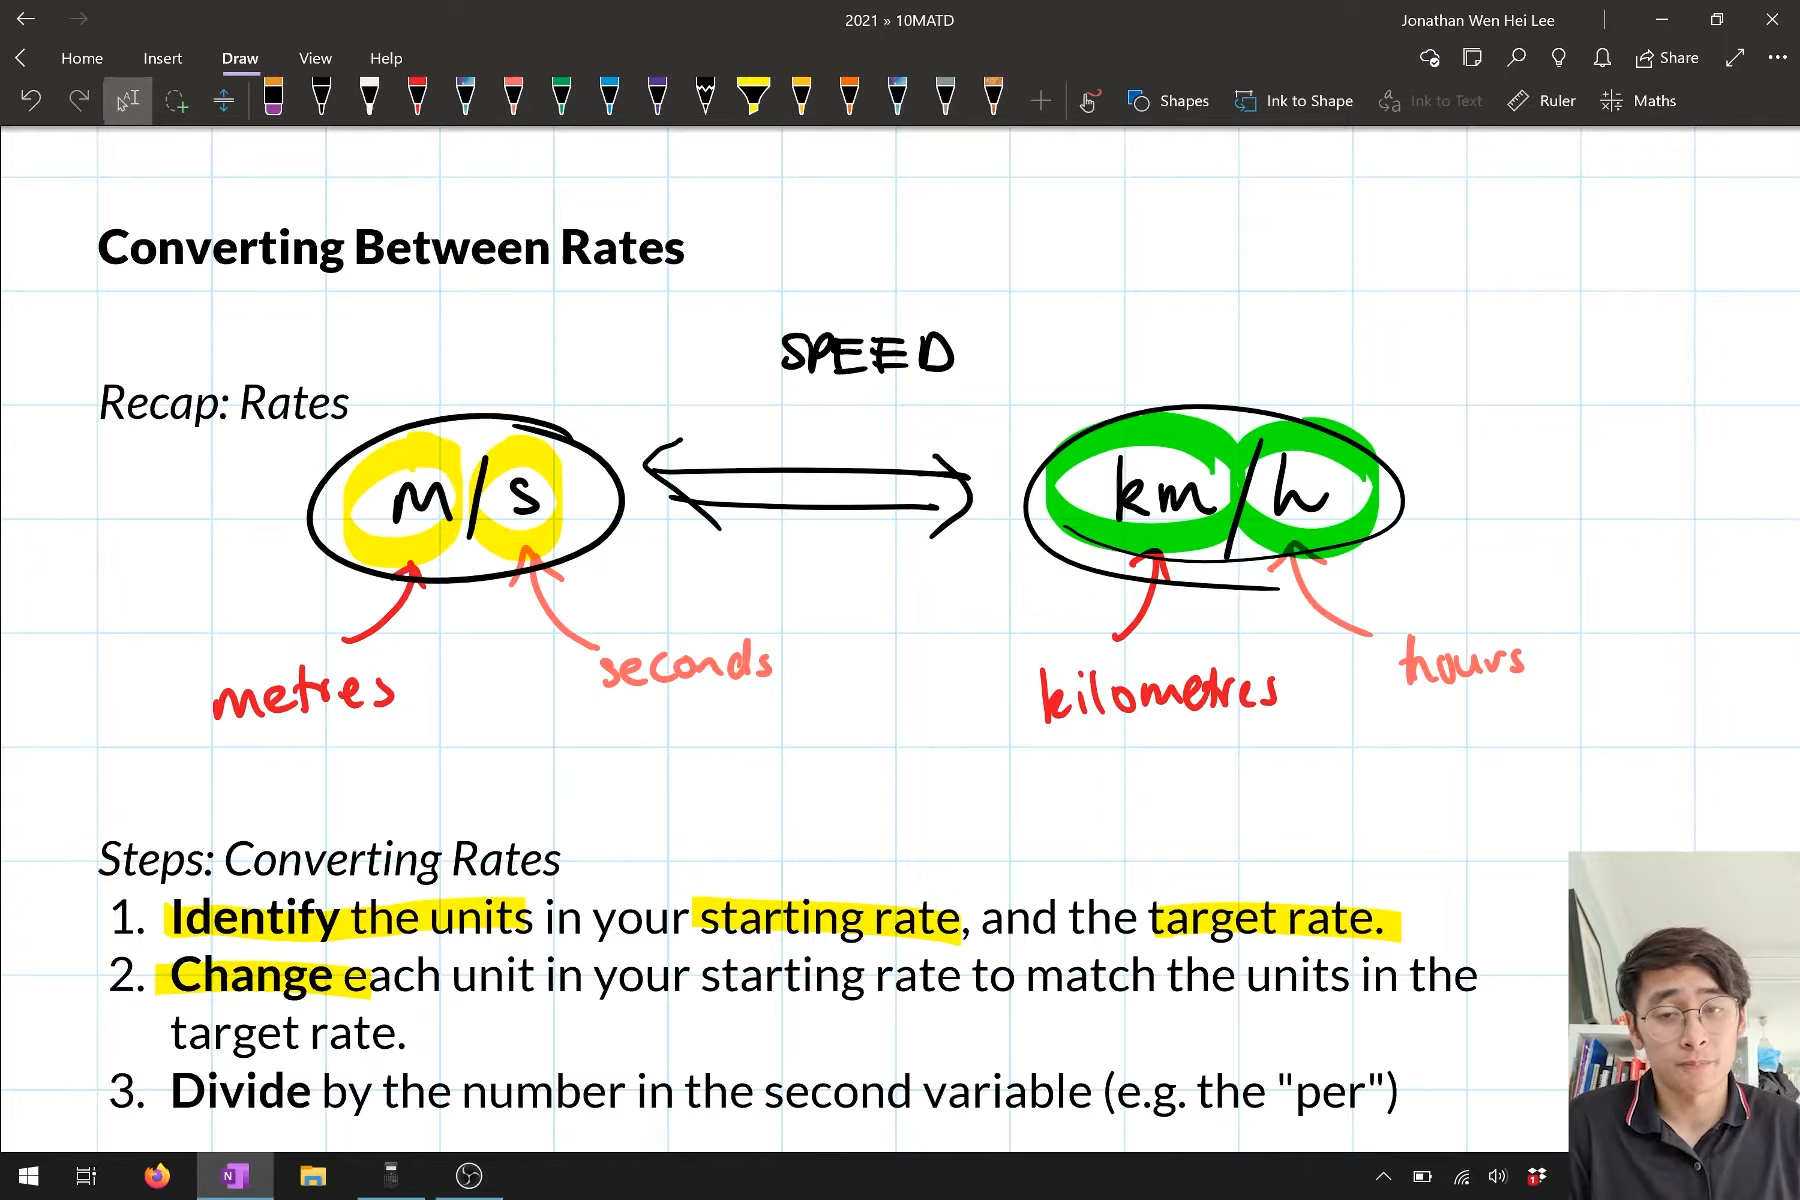 2021 » 10MATD
Jonathan Wen Hei Lee
Home Insert Draw View Help
Share
Shapes Ink to Shape Ink to Text Ruler Maths
Converting Between Rates
SPEED
Recap: Rates
m/s km/h
metres seconds kilometres hours
Steps: Converting Rates
1. Identify the units in your starting rate, and the target rate.
2. Change each unit in your starting rate to match the units in the
target rate.
3. Divide by the number in the second variable (e.g. the "per")